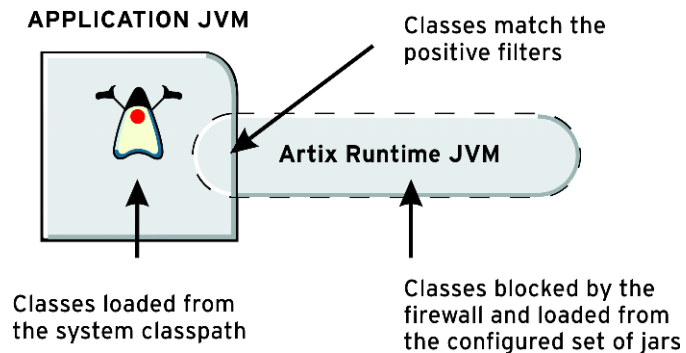 APPLICATION JVM
Classes match the
positive filters
Artix Runtime JVM
Classes loaded from
the system classpath
Classes blocked by the
firewall and loaded from
the configured set of jars